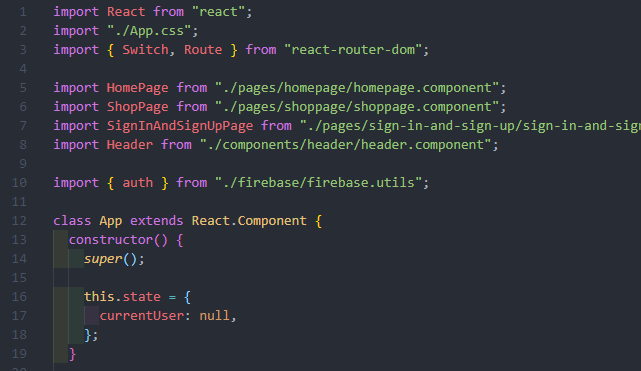 1 import React from "react";
2 import "./App.css";
3 import { Switch, Route } from "react-router-dom";
4
5 import HomePage from "./pages/homepage/homepage.component";
6 import ShopPage from "./pages/shoppage/shoppage.component";
7 import SignInAndSignUpPage from "./pages/sign-in-and-sign-up/sign-in-and-sig
8 import Header from "./components/header/header.component";
9
10 import { auth } from "./firebase/firebase.utils";
11
12 class App extends React.Component {
13 constructor() {
14 super();
15
16 this.state = {
17 currentUser: null,
18 };
19 }